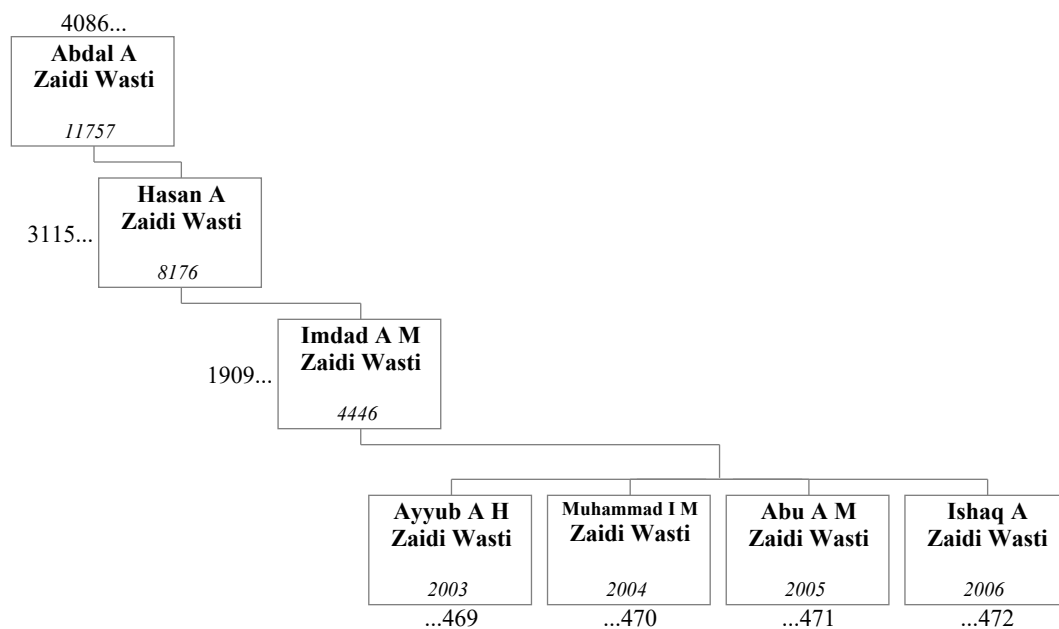 4086...
Abdal A
Zaidi Wasti
11757
Hasan A
Zaidi Wasti
3115...
8176
Imdad A M
Zaidi Wasti
1909...
4446
Ayyub A H
Zaidi Wasti
2003
...469
Muhammad I M
Zaidi Wasti
2004
...470
Abu A M
Zaidi Wasti
2005
...471
Ishaq A
Zaidi Wasti
2006
...472